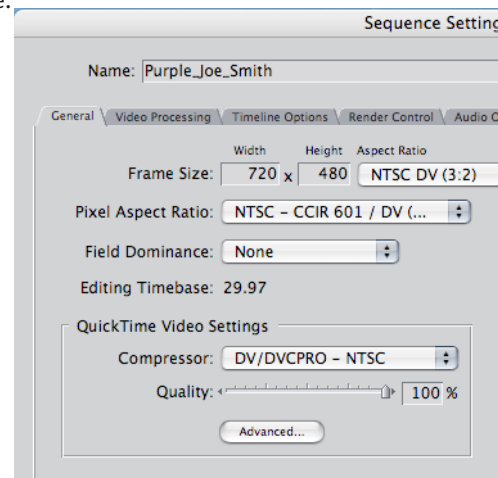 e.
Sequence Setting
Name: Purple_Joe_Smith
General Video Processing Timeline Options Render Control Audio O
Width Height Aspect Ratio
Frame Size: 720 x 480 NTSC DV (3:2)
Pixel Aspect Ratio: NTSC – CCIR 601 / DV (...
Field Dominance: None
Editing Timebase: 29.97
QuickTime Video Settings
Compressor: DV/DVCPRO – NTSC
Quality: 100 %
Advanced...